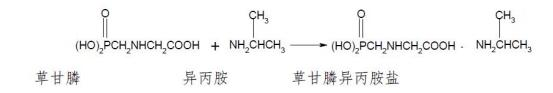 O CH₃ O CH₃
(HO)₂PCH₂NHCH₂COOH + NH₂CHCH₃ → (HO)₂PCH₂NHCH₂COOH · NH₂CHCH₃
草甘膦 异丙胺 草甘膦异丙胺盐